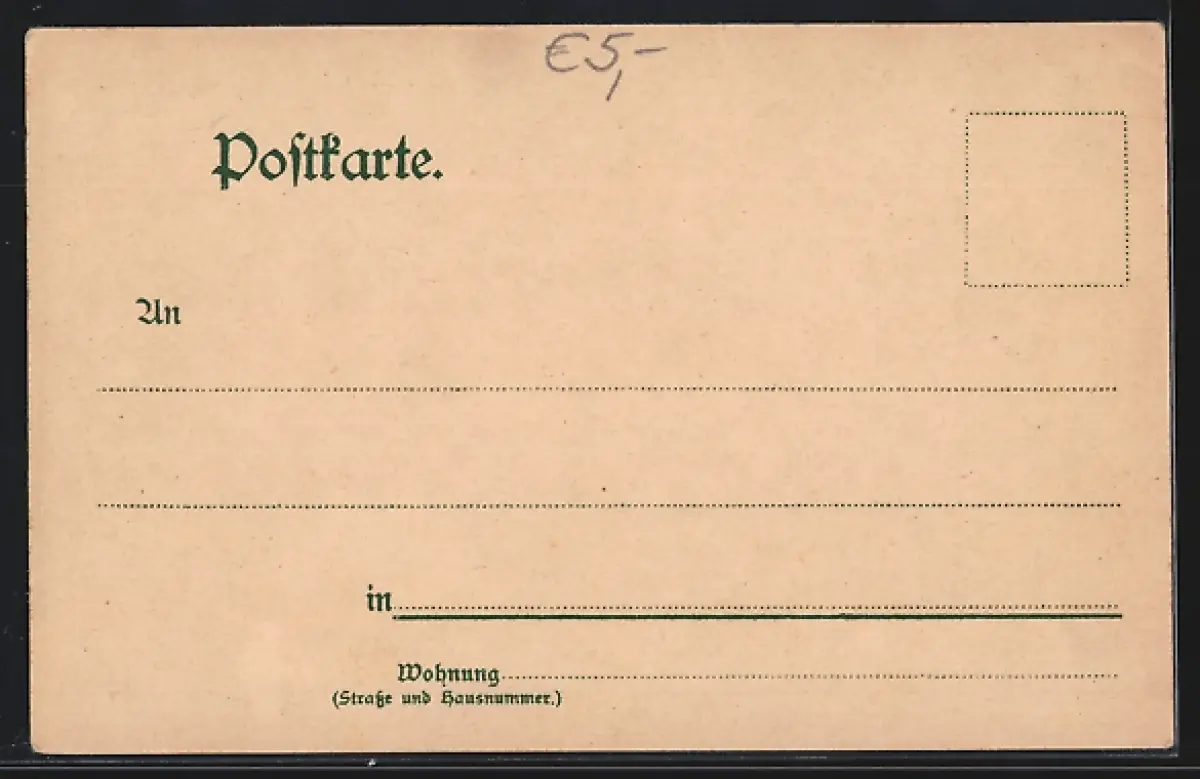 €5,-
Postkarte.
An
in
Wohnung
(Straße und Hausnummer.)